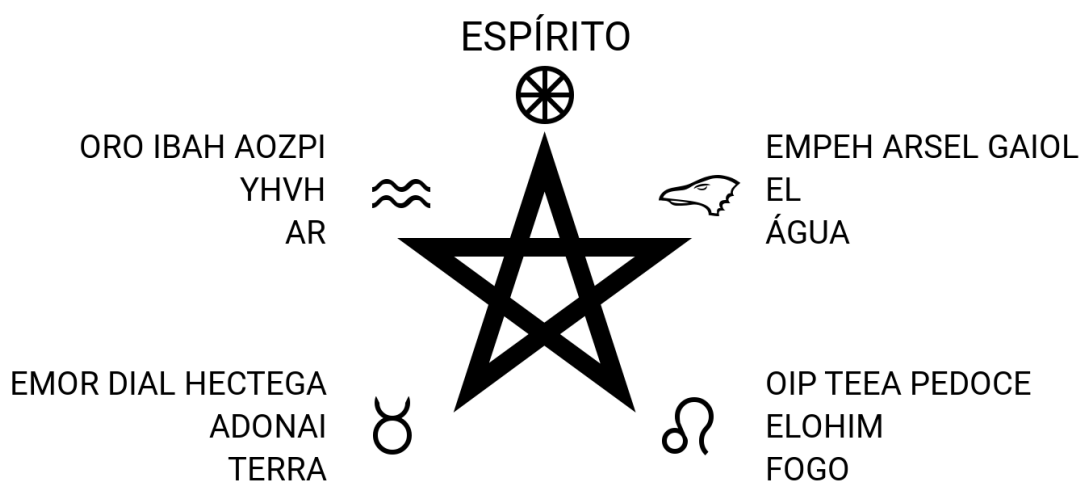 ESPÍRITO
ORO IBAH AOZPI
YHVH
AR
EMPEH ARSEL GAIOL
EL
ÁGUA
EMOR DIAL HECTEGA
ADONAI
TERRA
OIP TEEA PEDOCE
ELOHIM
FOGO